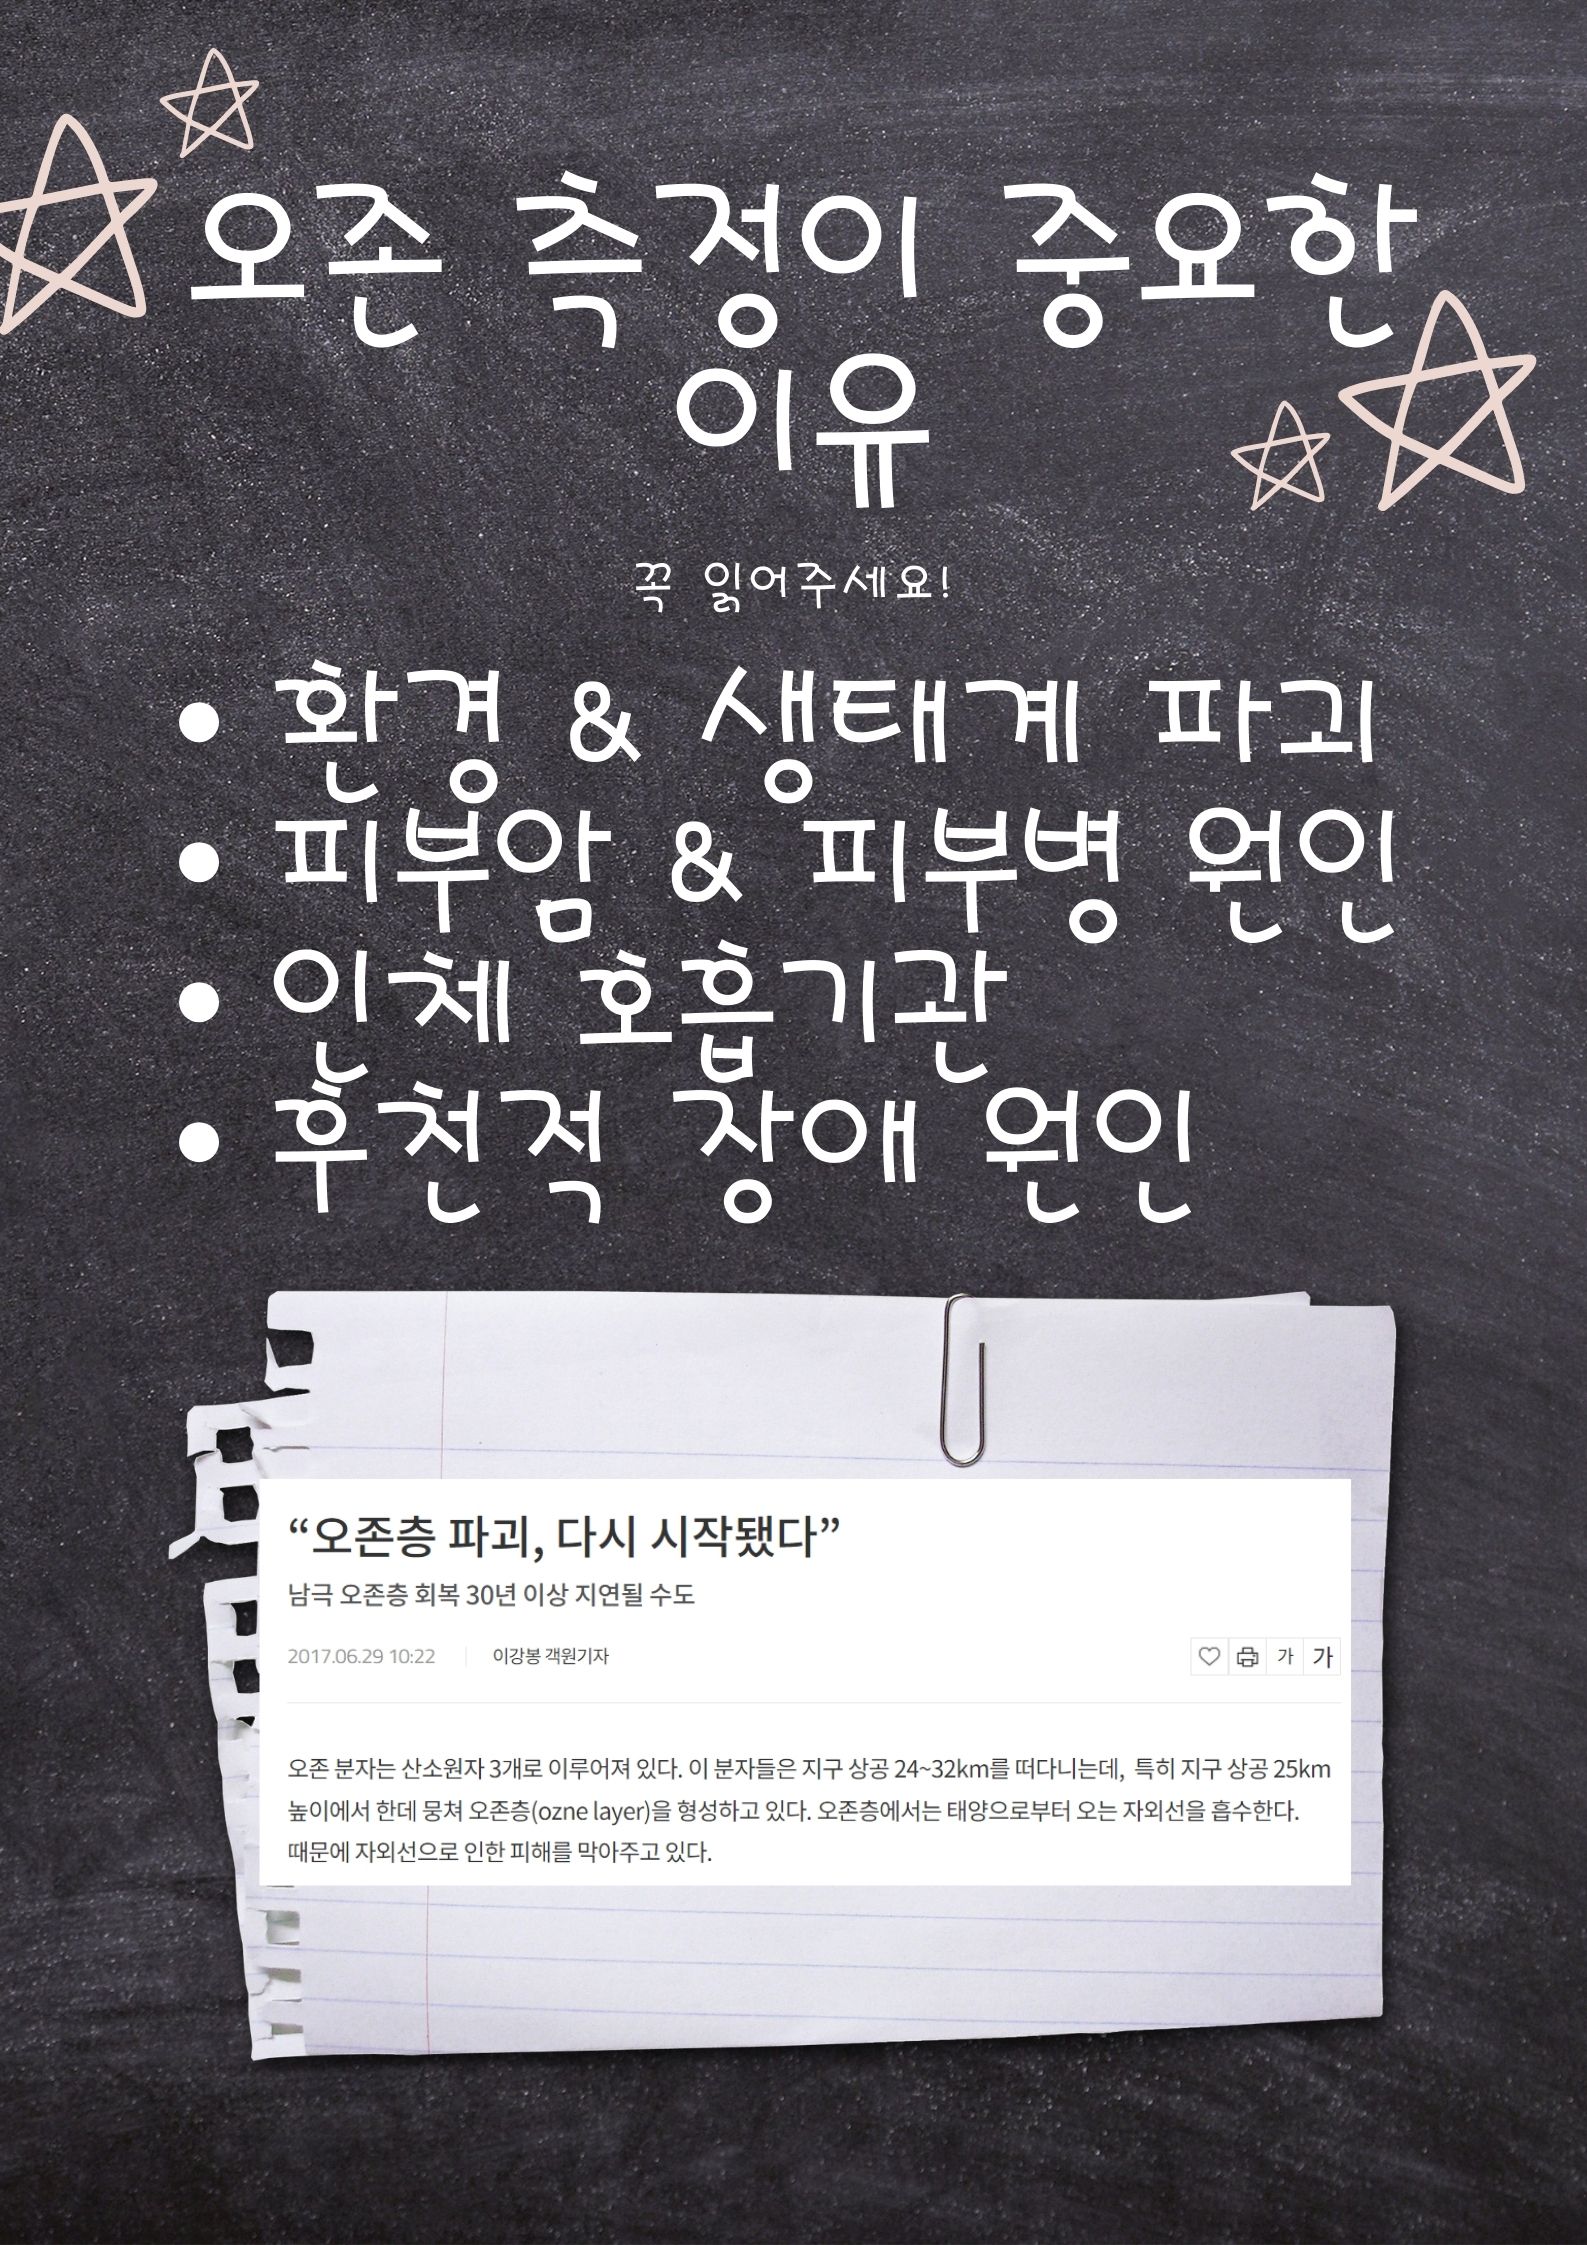 오존 측정이 중요한
이유
꼭 읽어주세요!
• 환경 & 생태계 파괴
• 피부암 & 피부병 원인
• 인체 호흡기관
• 후천적 장애 원인
“오존층 파괴, 다시 시작됐다”
남극 오존층 회복 30년 이상 지연될 수도
2017.06.29 10:22 이강봉 객원기자 가 가
오존 분자는 산소원자 3개로 이루어져 있다. 이 분자들은 지구 상공 24~32km를 떠다니는데, 특히 지구 상공 25km
높이에서 한데 뭉쳐 오존층(ozne layer)을 형성하고 있다. 오존층에서는 태양으로부터 오는 자외선을 흡수한다.
때문에 자외선으로 인한 피해를 막아주고 있다.